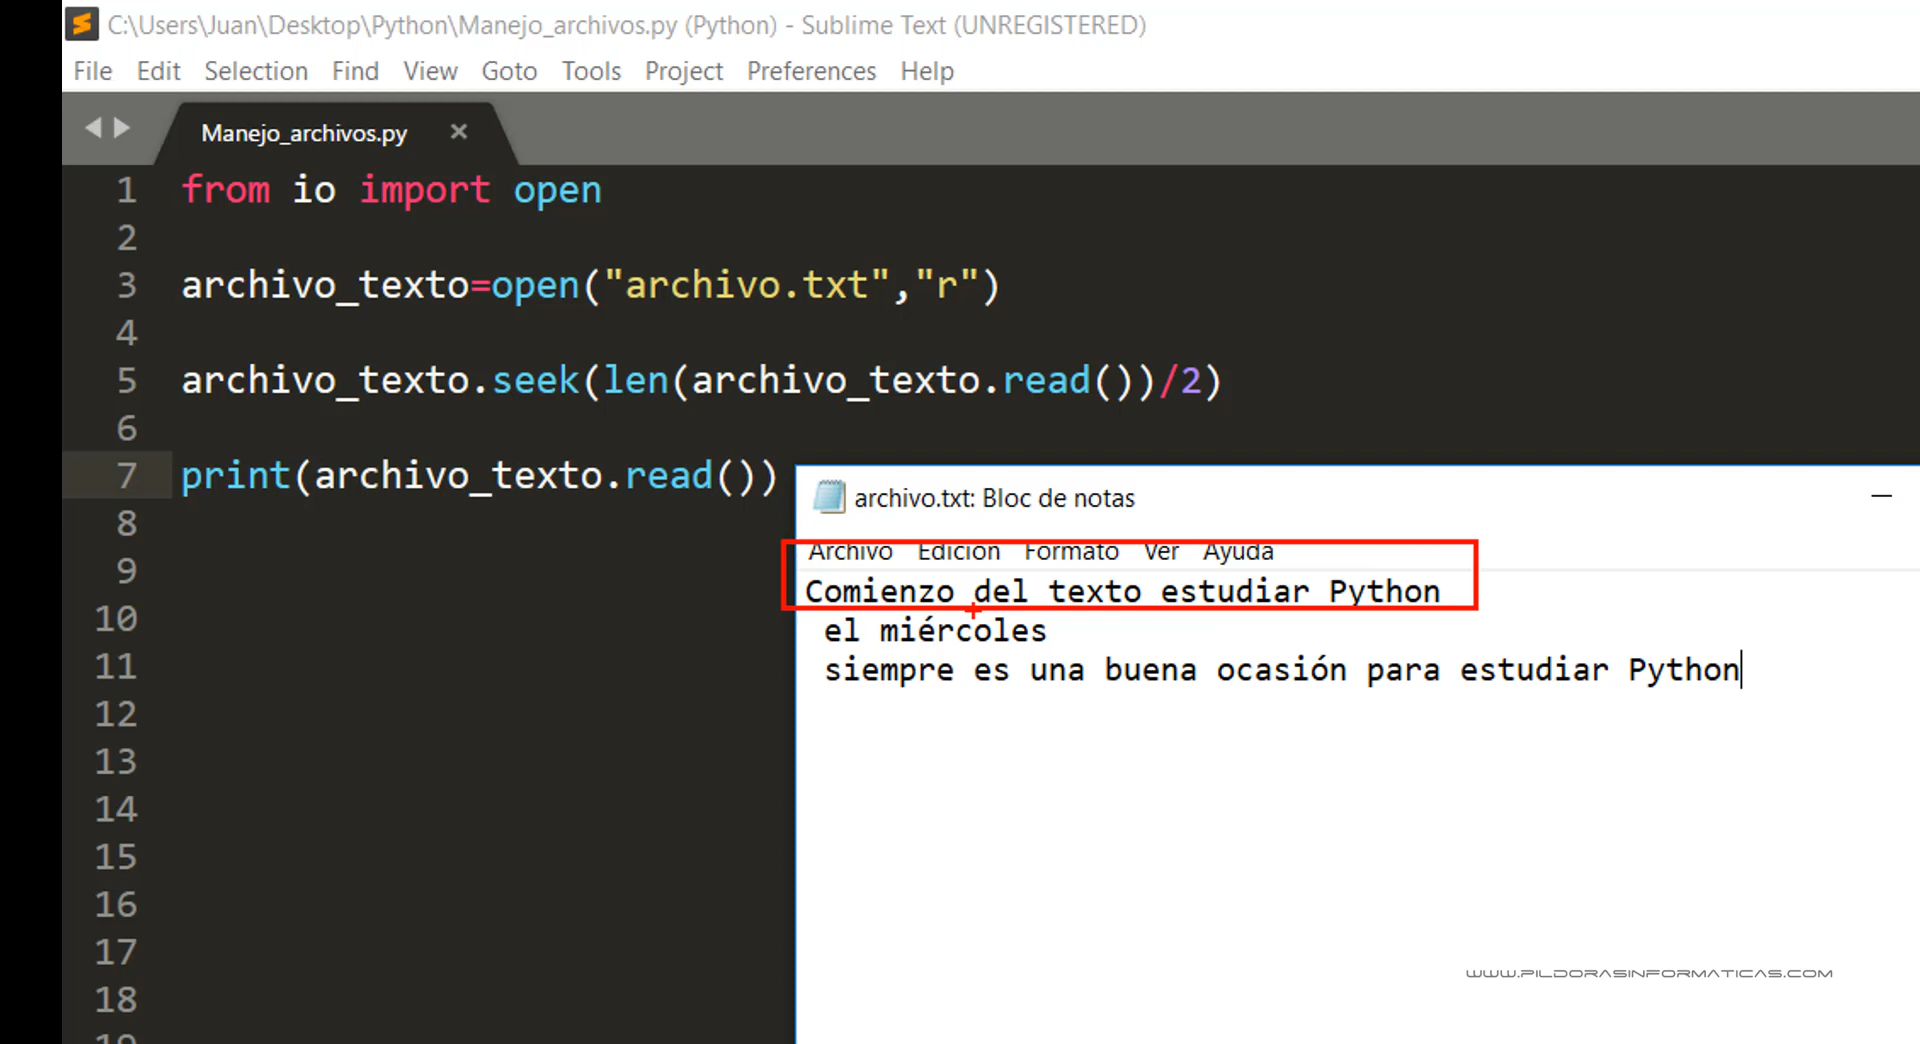 C:\Users\Juan\Desktop\Python\Manejo_archivos.py (Python) - Sublime Text (UNREGISTERED)
File Edit Selection Find View Goto Tools Project Preferences Help
Manejo_archivos.py
1 from io import open
2
3 archivo_texto=open("archivo.txt","r")
4
5 archivo_texto.seek(len(archivo_texto.read())/2)
6
7 print(archivo_texto.read())
8
9
10
11
12
13
14
15
16
17
18
19
archivo.txt: Bloc de notas
Archivo Edición Formato Ver Ayuda
Comienzo del texto estudiar Python
el miércoles
siempre es una buena ocasión para estudiar Python
WWW.PILDORASINFORMATICAS.COM